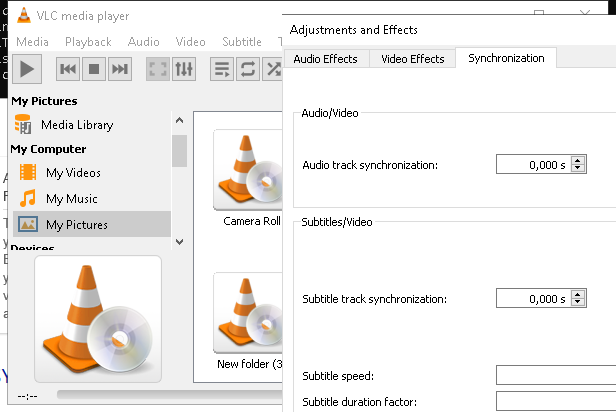 VLC media player
Media Playback Audio Video Subtitle T
My Pictures
Media Library
My Computer
My Videos
My Music
My Pictures
Devices
Camera Roll
New folder (3
--:--
Adjustments and Effects
Audio Effects Video Effects Synchronization
Audio/Video
Audio track synchronization: 0,000 s
Subtitles/Video
Subtitle track synchronization: 0,000 s
Subtitle speed:
Subtitle duration factor: